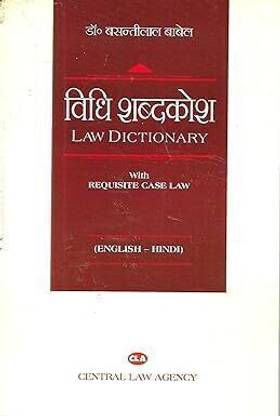 डॉ० बसन्तीलाल बाबेल
विधि शब्दकोश
LAW DICTIONARY
With
REQUISITE CASE LAW
(ENGLISH – HINDI)
CLA
CENTRAL LAW AGENCY